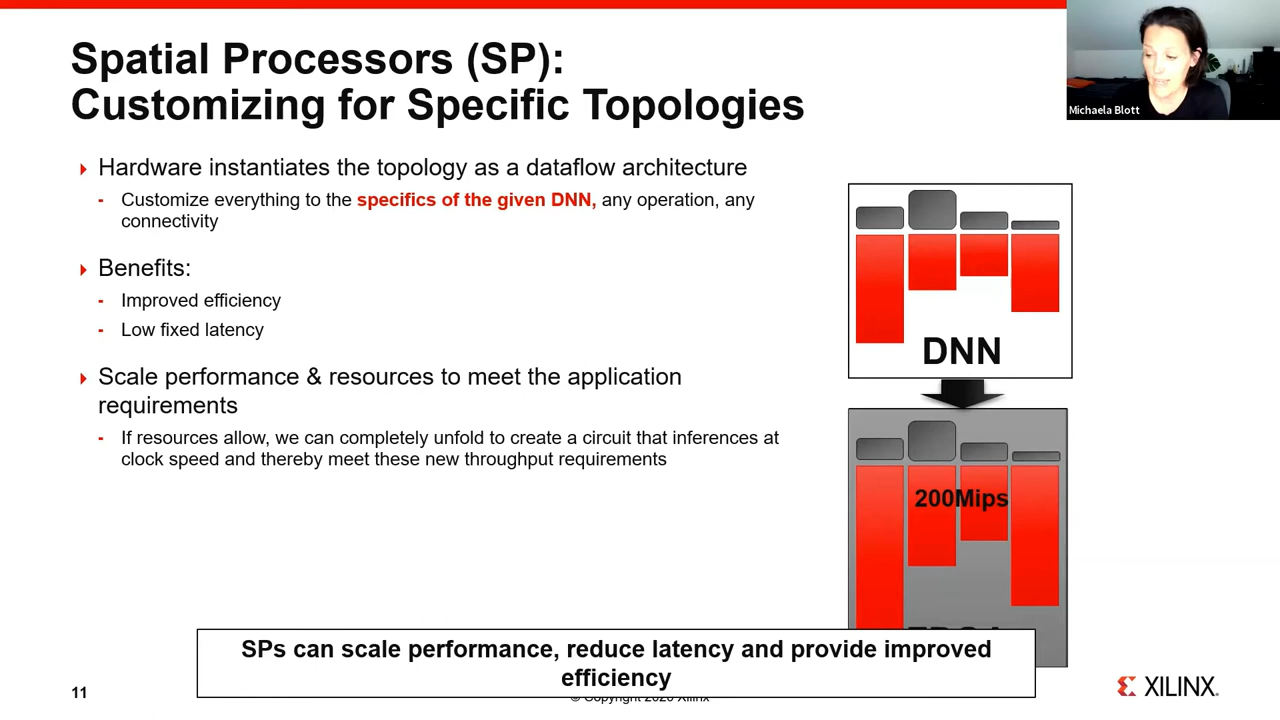 Spatial Processors (SP):
Customizing for Specific Topologies
Michaela Blott
Hardware instantiates the topology as a dataflow architecture
- Customize everything to the specifics of the given DNN, any operation, any
connectivity
Benefits:
- Improved efficiency
- Low fixed latency
Scale performance & resources to meet the application
requirements
- If resources allow, we can completely unfold to create a circuit that inferences at
clock speed and thereby meet these new throughput requirements
DNN
200Mips
SPs can scale performance, reduce latency and provide improved
efficiency
11
XILINX.